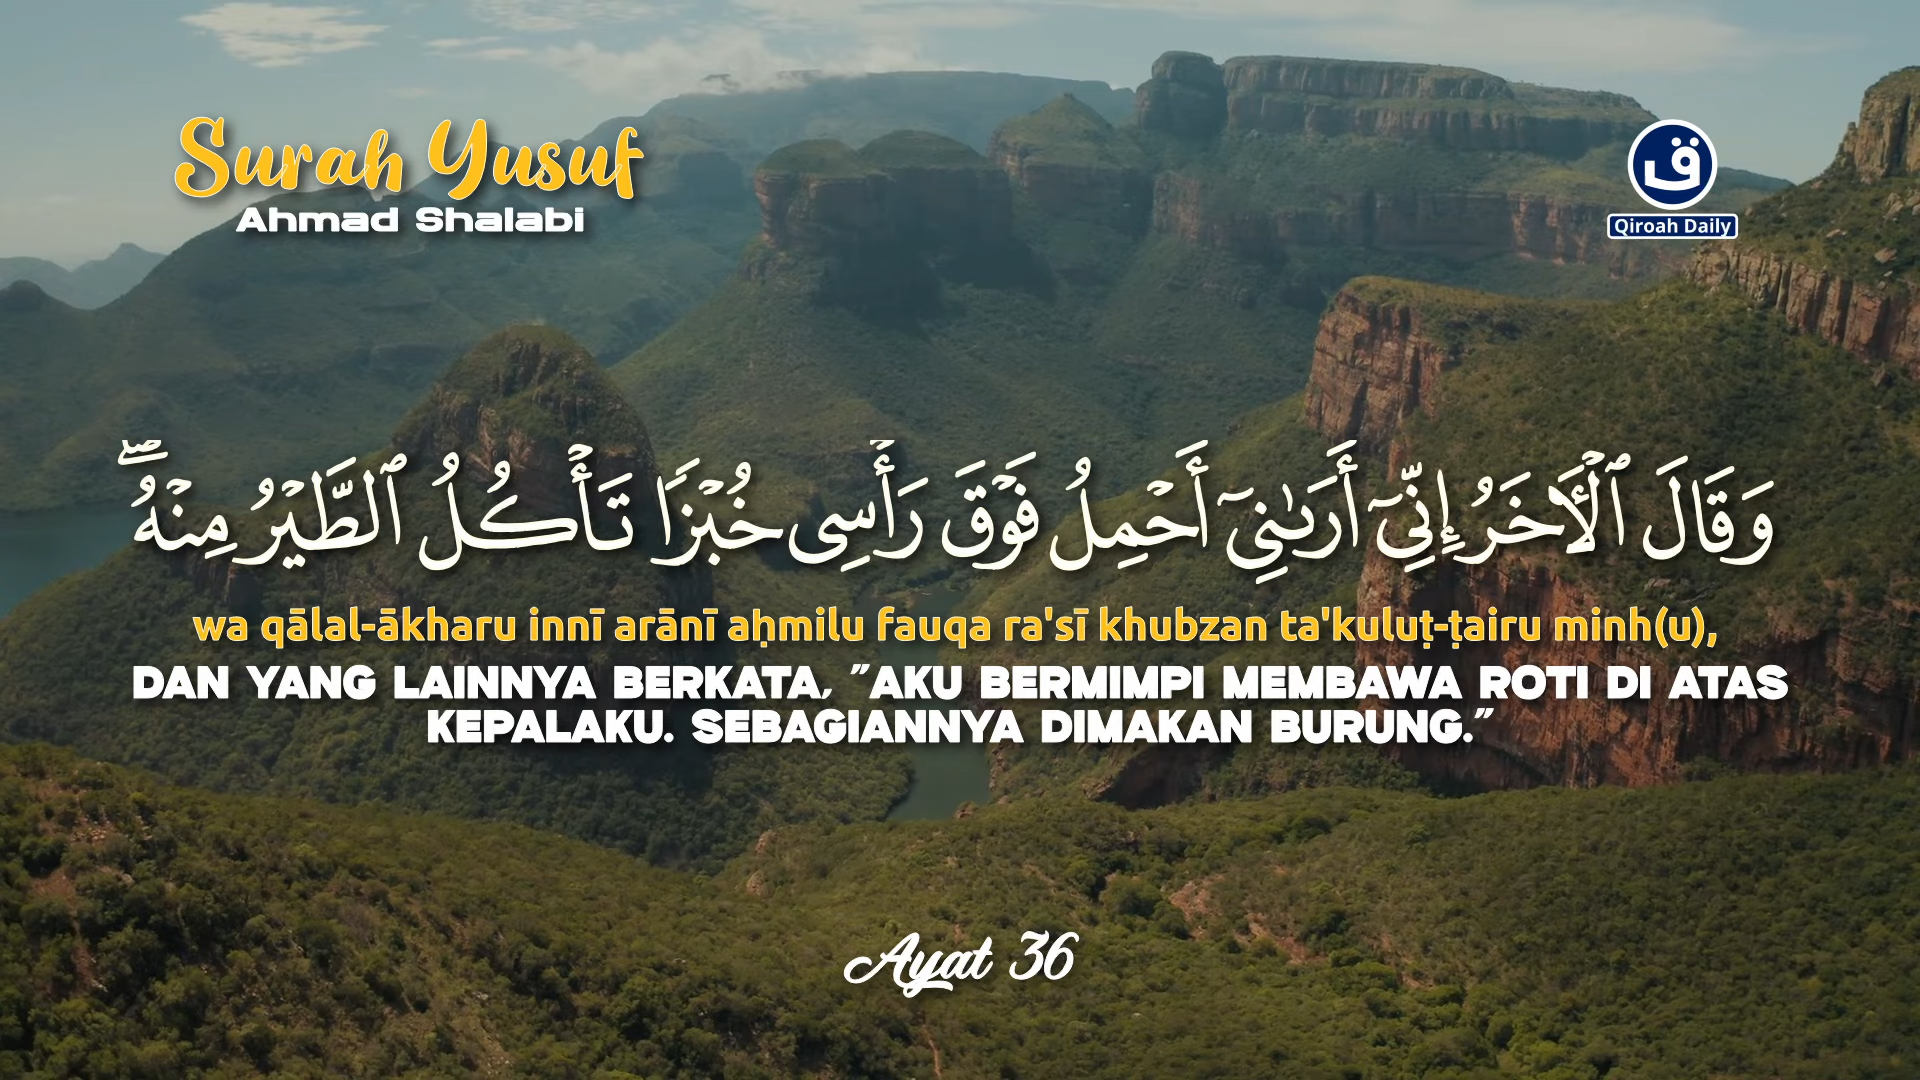 Surah Yusuf
Ahmad Shalabi
ق
Qiroah Daily
وَقَالَ ٱلْأَخَرُ إِنِّىٓ أَرَىٰنِىٓ أَحْمِلُ فَوْقَ رَأْسِى خُبْزًا تَأْكُلُ ٱلطَّيْرُ مِنْهُ ۖ
wa qālal-ākharu innī arānī aḥmilu fauqa ra'sī khubzan ta'kuluṭ-ṭairu minh(u),
DAN YANG LAINNYA BERKATA, "AKU BERMIMPI MEMBAWA ROTI DI ATAS
KEPALAKU. SEBAGIANNYA DIMAKAN BURUNG."
Ayat 36